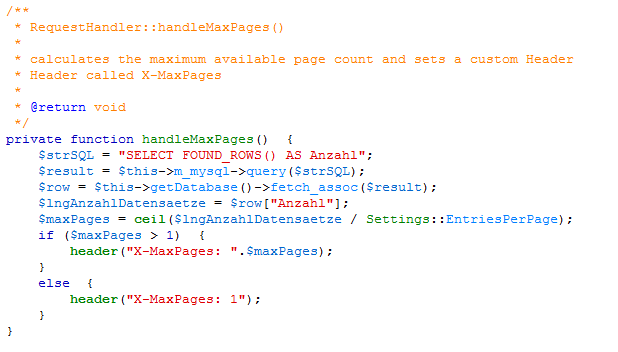 /**
 * RequestHandler::handleMaxPages()
 *
 * calculates the maximum available page count and sets a custom Header
 * Header called X-MaxPages
 *
 * @return void
 */
private function handleMaxPages()  {
    $strSQL = "SELECT FOUND_ROWS() AS Anzahl";
    $result = $this->m_mysql->query($strSQL);
    $row = $this->getDatabase()->fetch_assoc($result);
    $lngAnzahlDatensaetze = $row["Anzahl"];
    $maxPages = ceil($lngAnzahlDatensaetze / Settings::EntriesPerPage);
    if ($maxPages > 1)  {
        header("X-MaxPages: ".$maxPages);
    }
    else  {
        header("X-MaxPages: 1");
    }
}